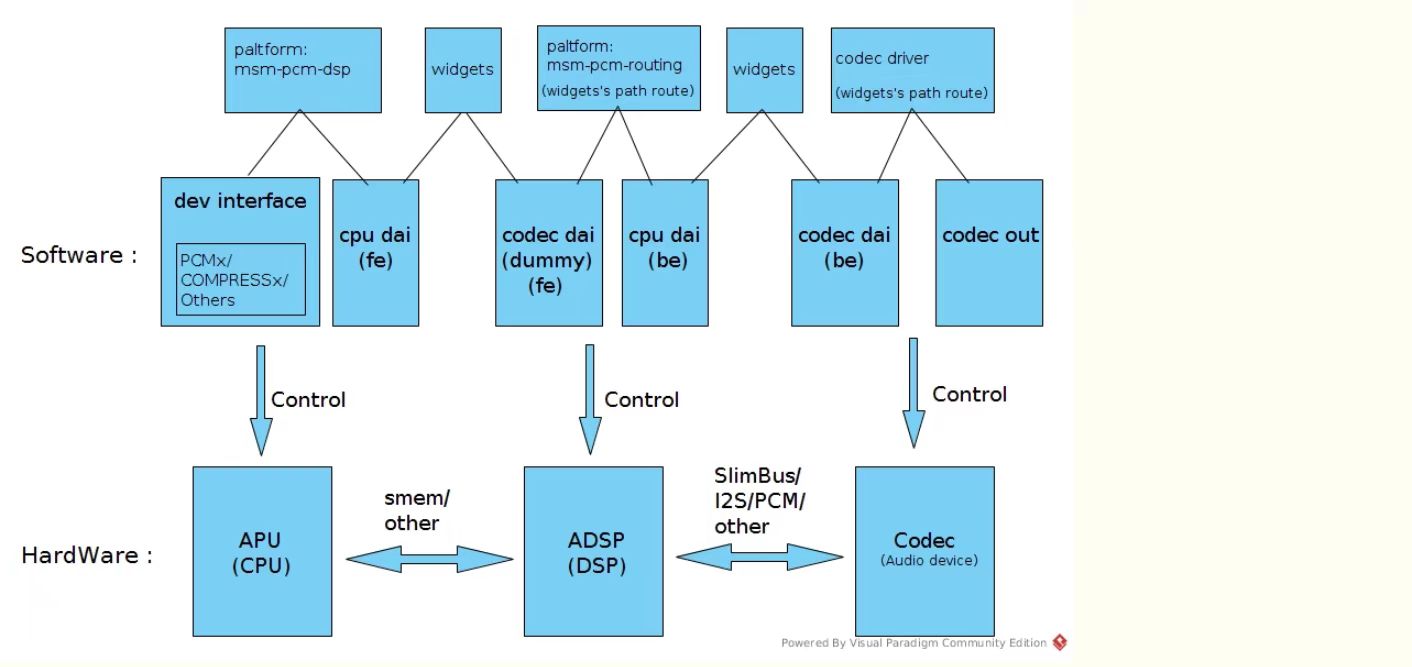 paltform:
msm-pcm-dsp
widgets
paltform:
msm-pcm-routing
(widgets's path route)
widgets
codec driver
(widgets's path route)
Software :
dev interface
PCMx/
COMPRESSx/
Others
cpu dai
(fe)
codec dai
(dummy)
(fe)
cpu dai
(be)
codec dai
(be)
codec out
Control
Control
Control
HardWare :
APU
(CPU)
smem/
other
ADSP
(DSP)
SlimBus/
I2S/PCM/
other
Codec
(Audio device)
Powered By Visual Paradigm Community Edition